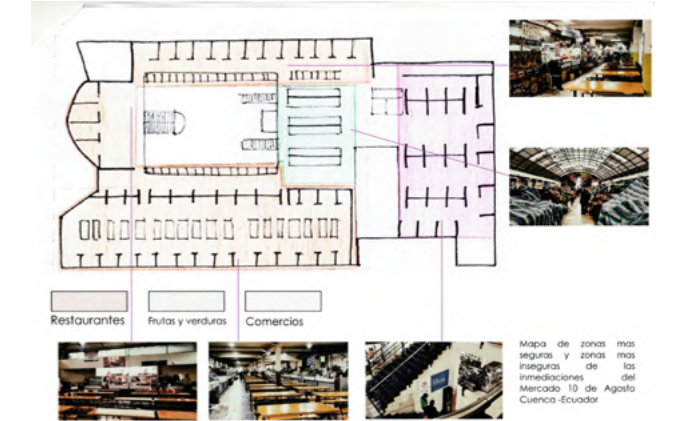 Restaurantes
Frutas y verduras
Comercios
Mapa de zonas mas
seguras y zonas mas
inseguras de las
inmediaciones del
Mercado 10 de Agosto
Cuenca -Ecuador